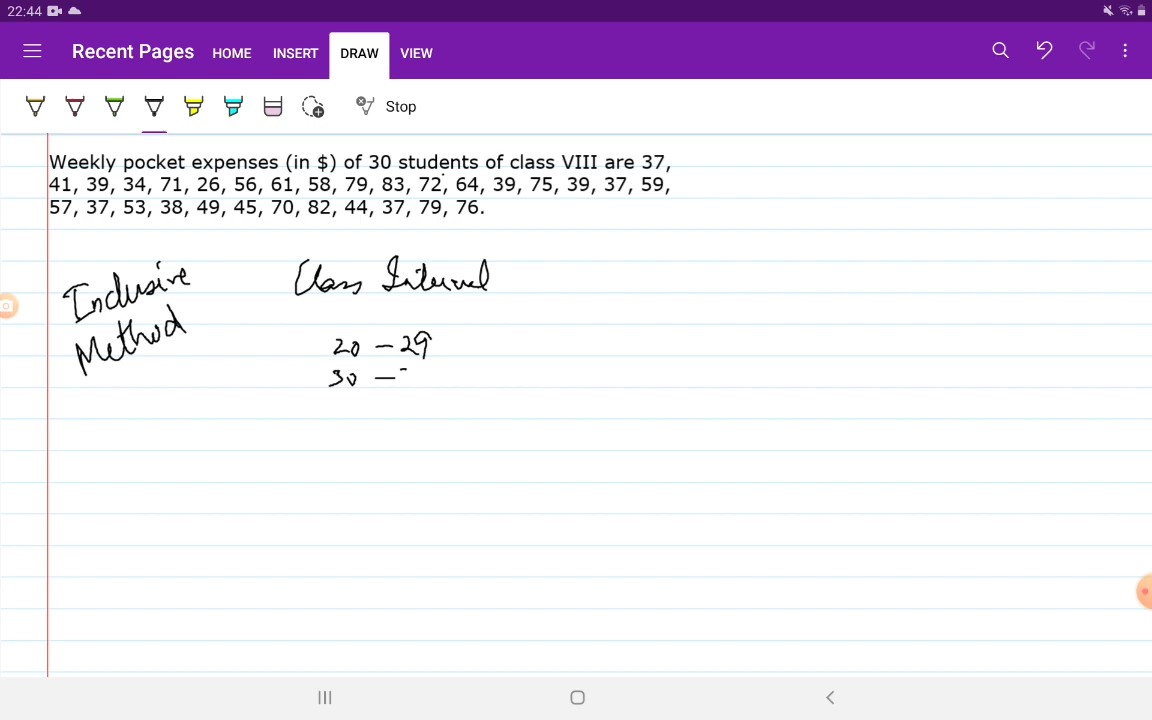 22:44
Recent Pages HOME INSERT DRAW VIEW
Stop
Weekly pocket expenses (in $) of 30 students of class VIII are 37,
41, 39, 34, 71, 26, 56, 61, 58, 79, 83, 72, 64, 39, 75, 39, 37, 59,
57, 37, 53, 38, 49, 45, 70, 82, 44, 37, 79, 76.
Inclusive
Method
Class Interval
20 - 29
30 -